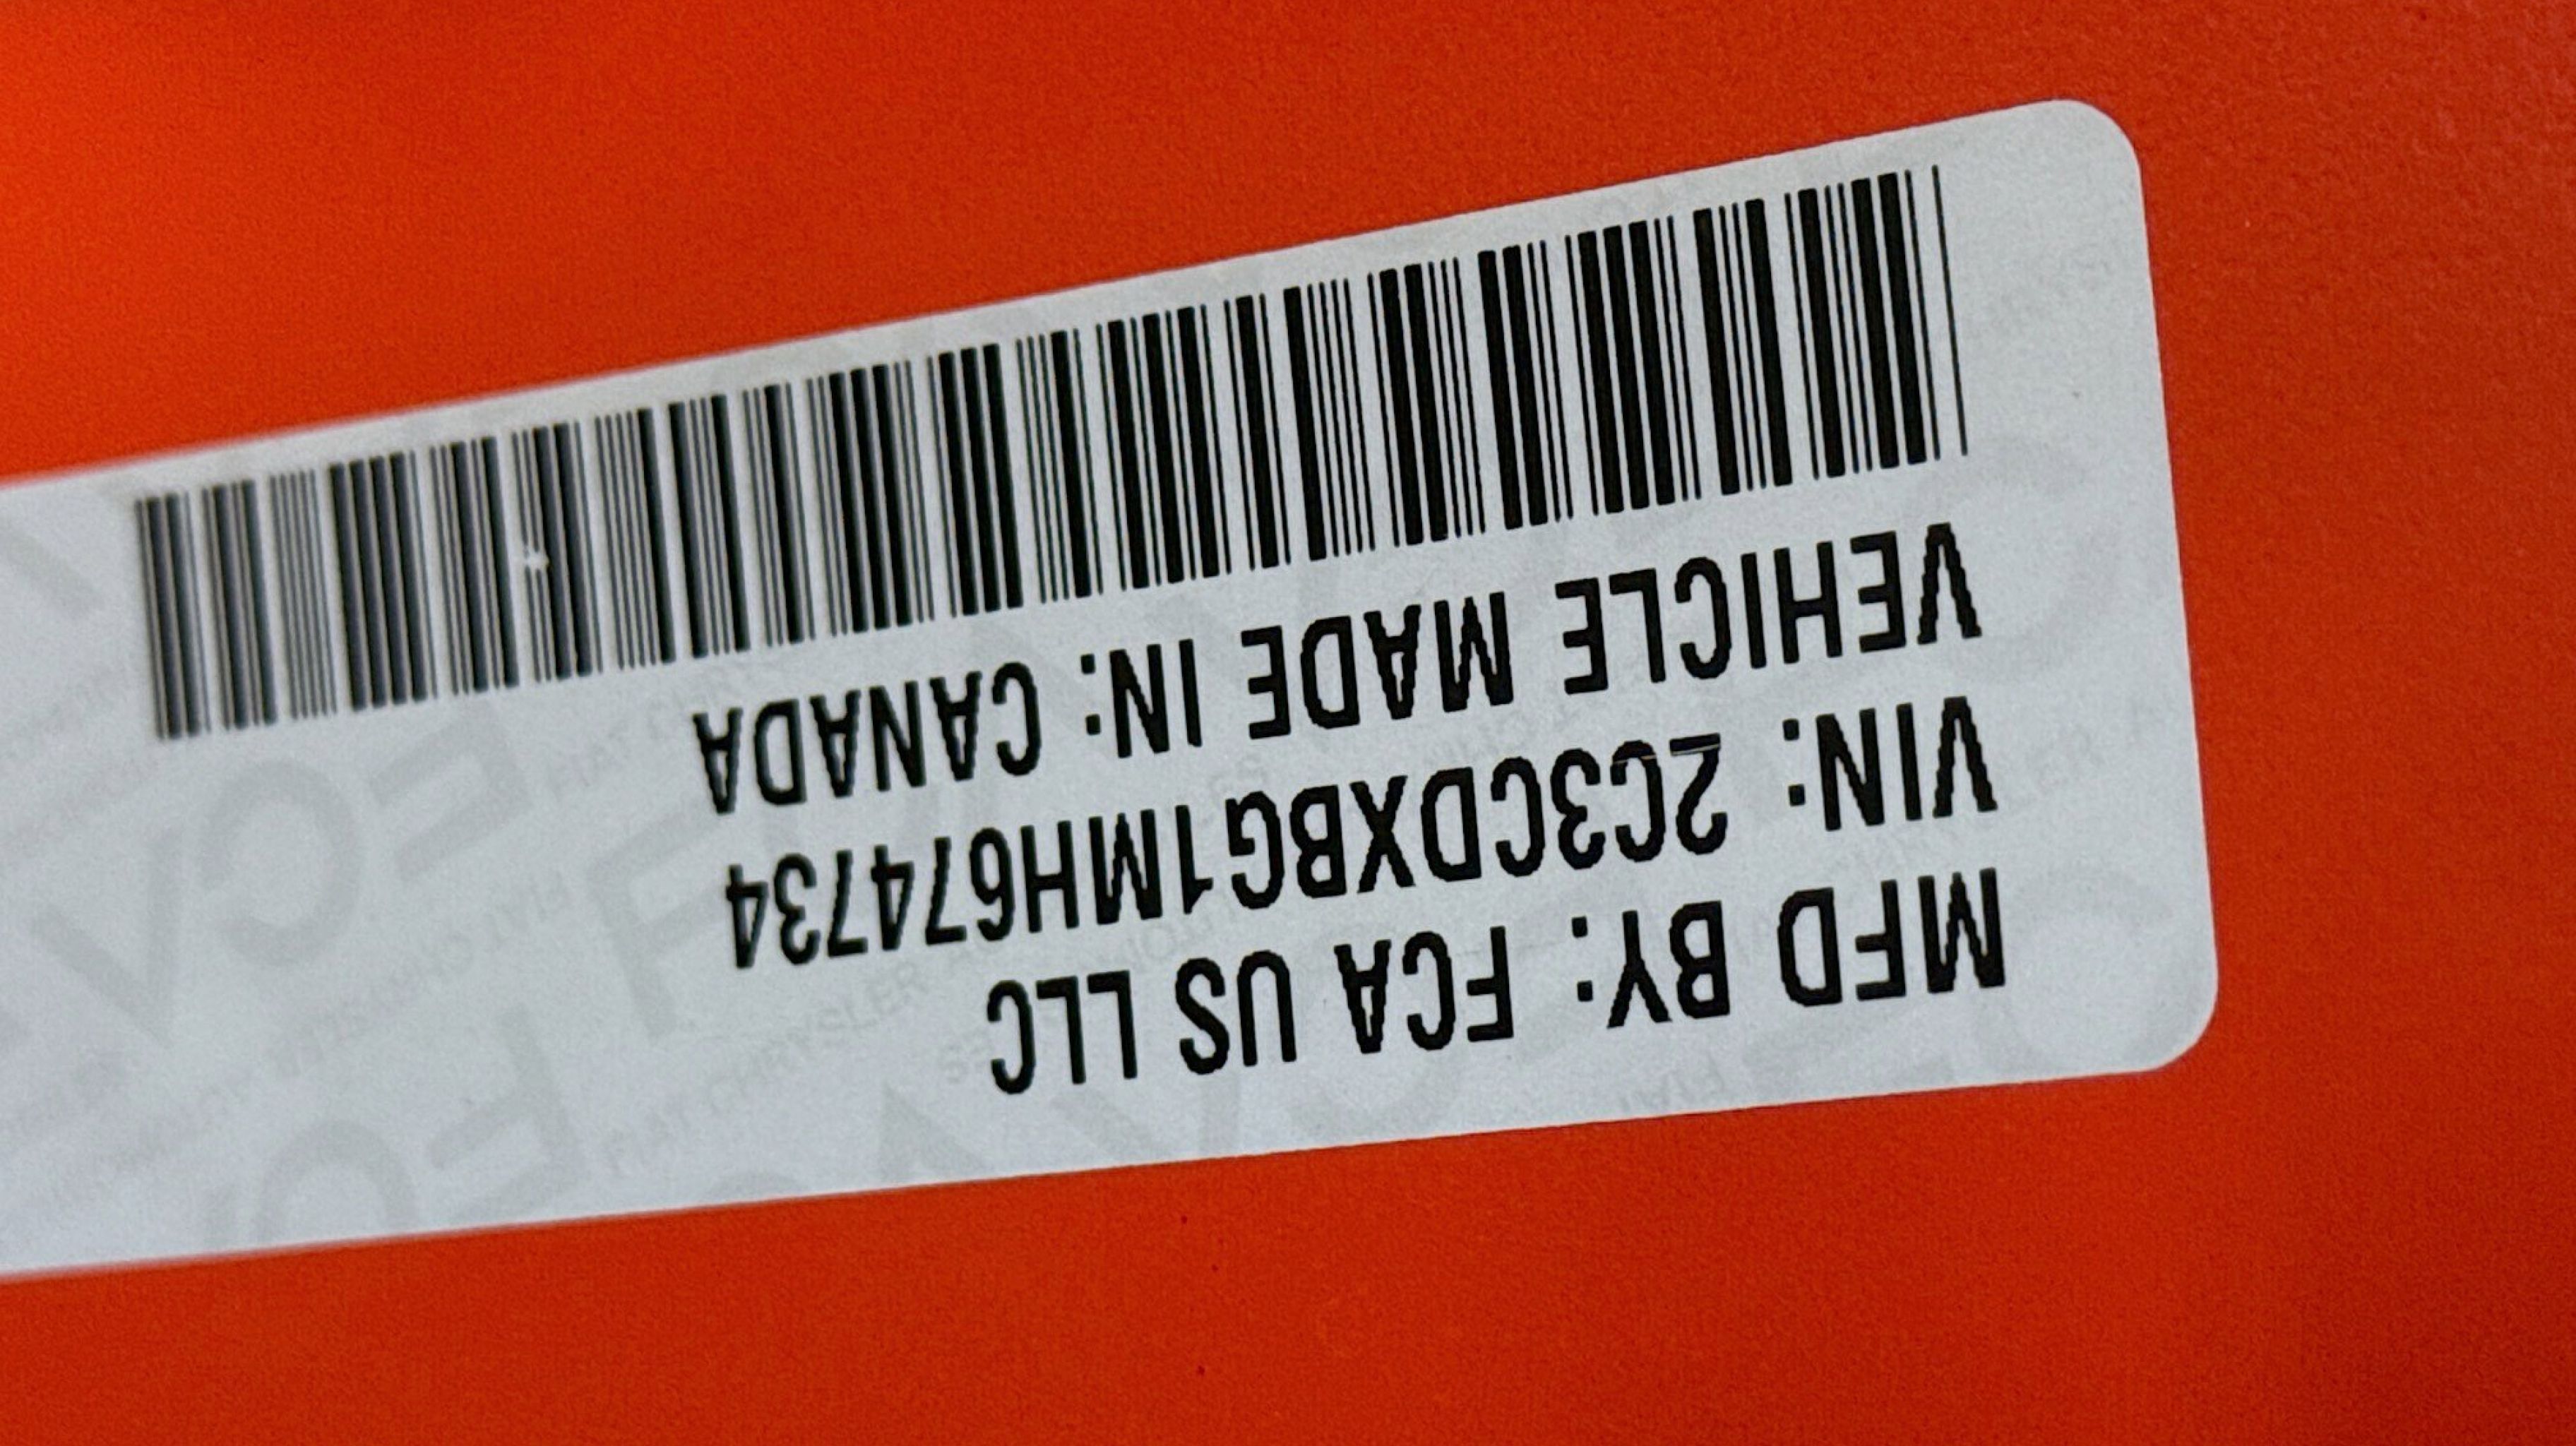 MFD BY: FCA US LLC
VIN: 2C3CDXBG1MH674734
VEHICLE MADE IN: CANADA